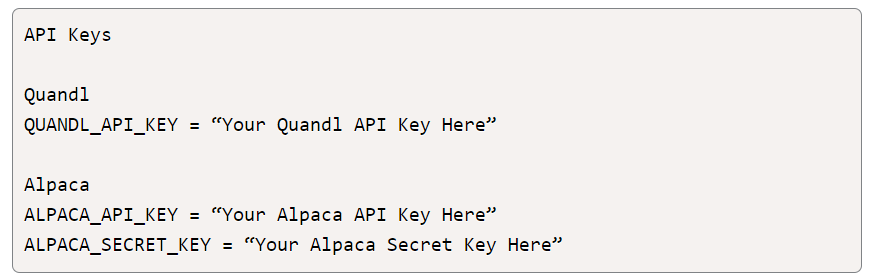 API Keys
Quandl
QUANDL_API_KEY = “Your Quandl API Key Here”
Alpaca
ALPACA_API_KEY = “Your Alpaca API Key Here”
ALPACA_SECRET_KEY = “Your Alpaca Secret Key Here”